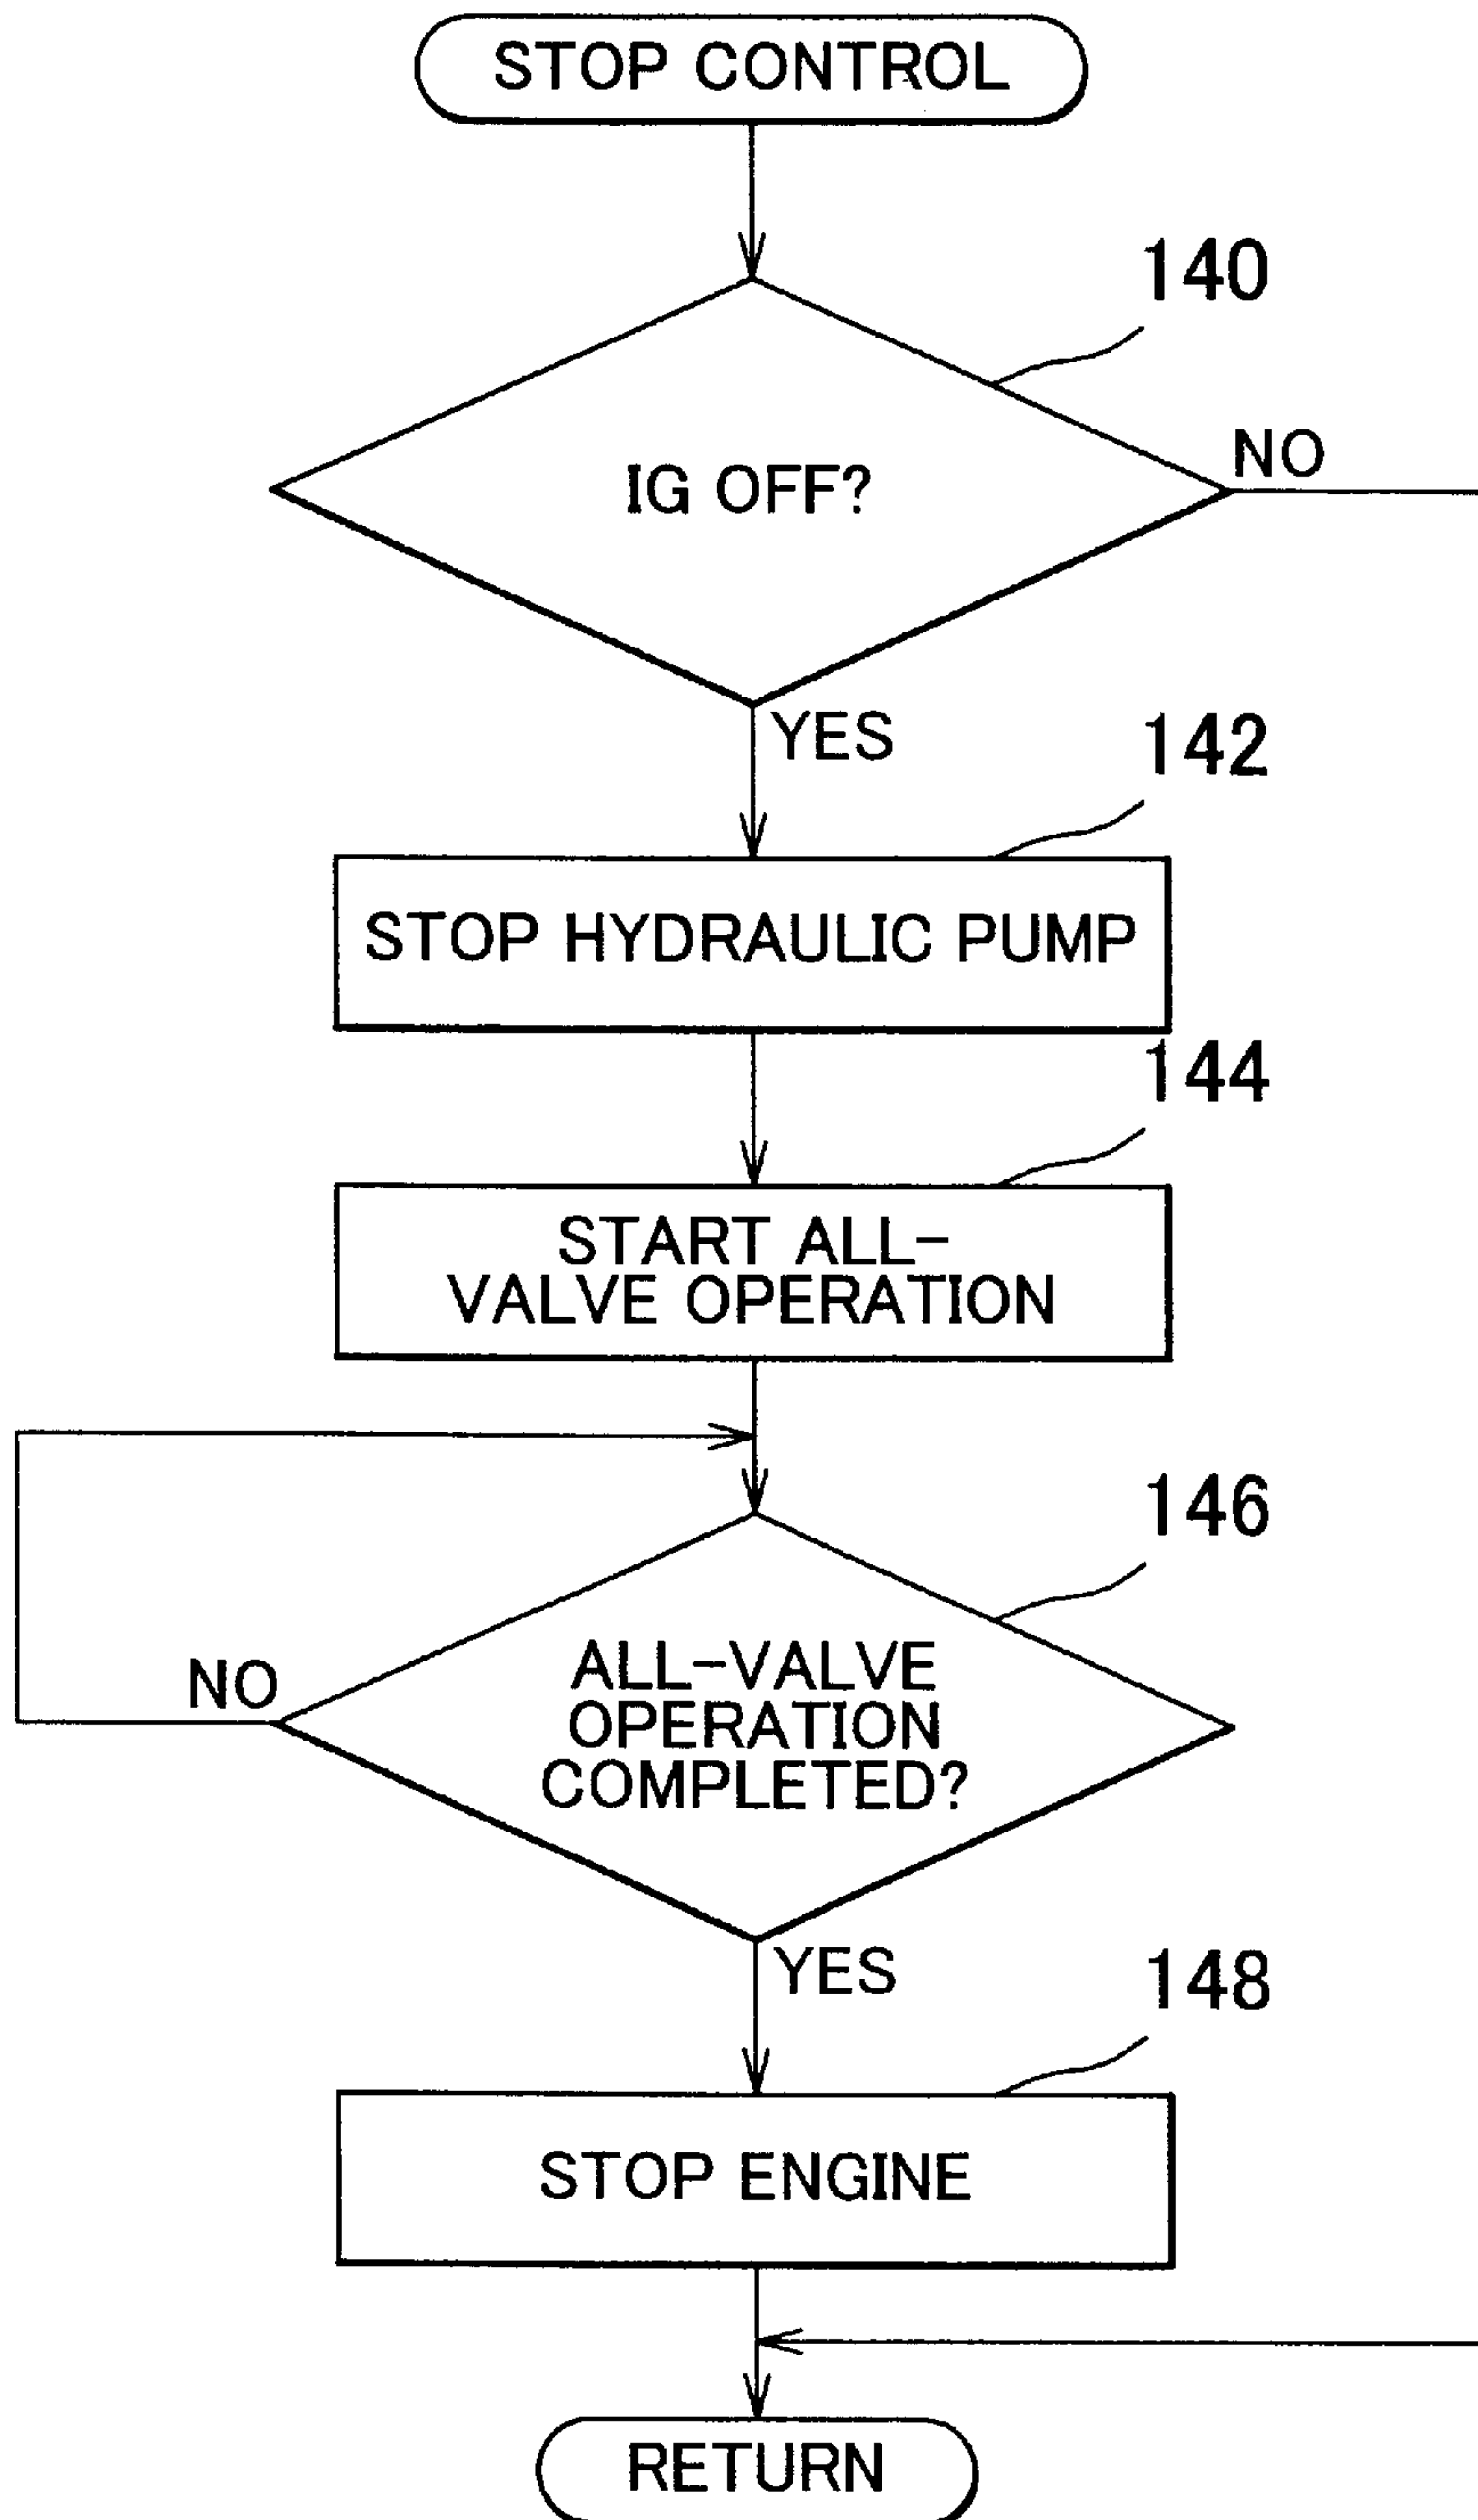 STOP CONTROL
140
IG OFF?
NO
YES
142
STOP HYDRAULIC PUMP
144
START ALL-
VALVE OPERATION
146
ALL-VALVE
OPERATION
COMPLETED?
NO
YES
148
STOP ENGINE
RETURN